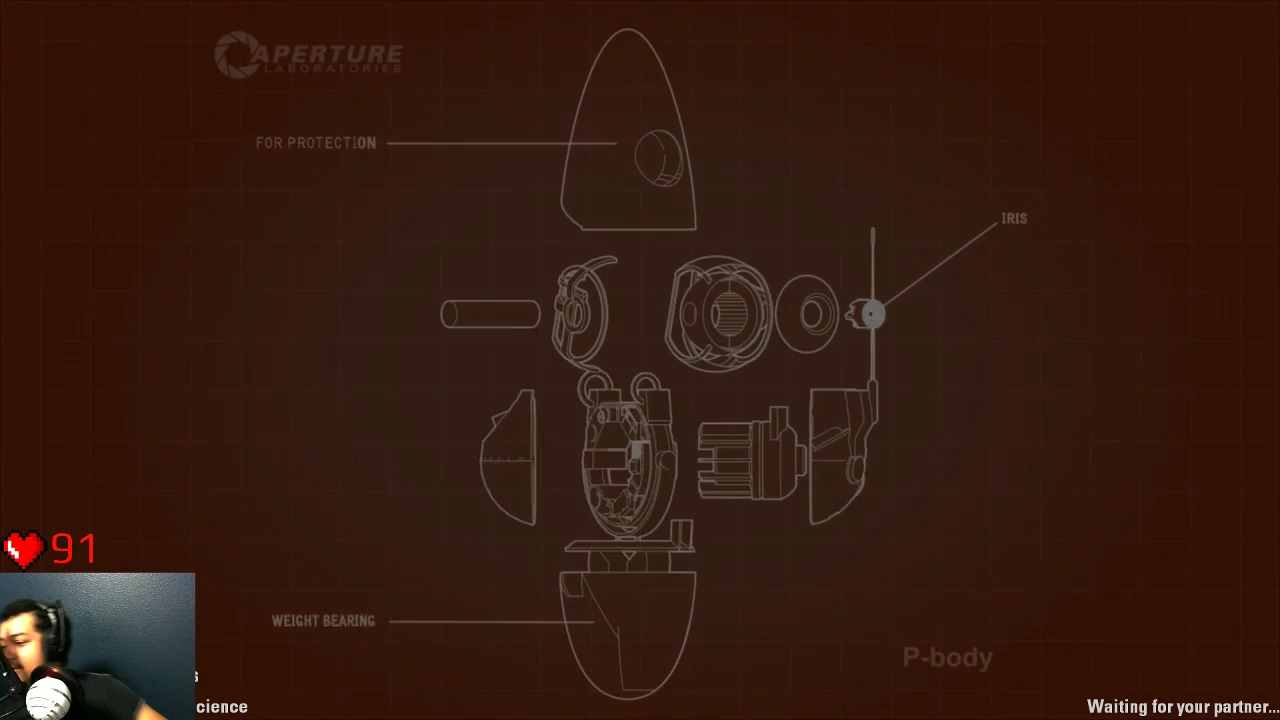 APERTURE
LABORATORIES
FOR PROTECTION
IRIS
91
WEIGHT BEARING
P-body
s
cience
Waiting for your partner...